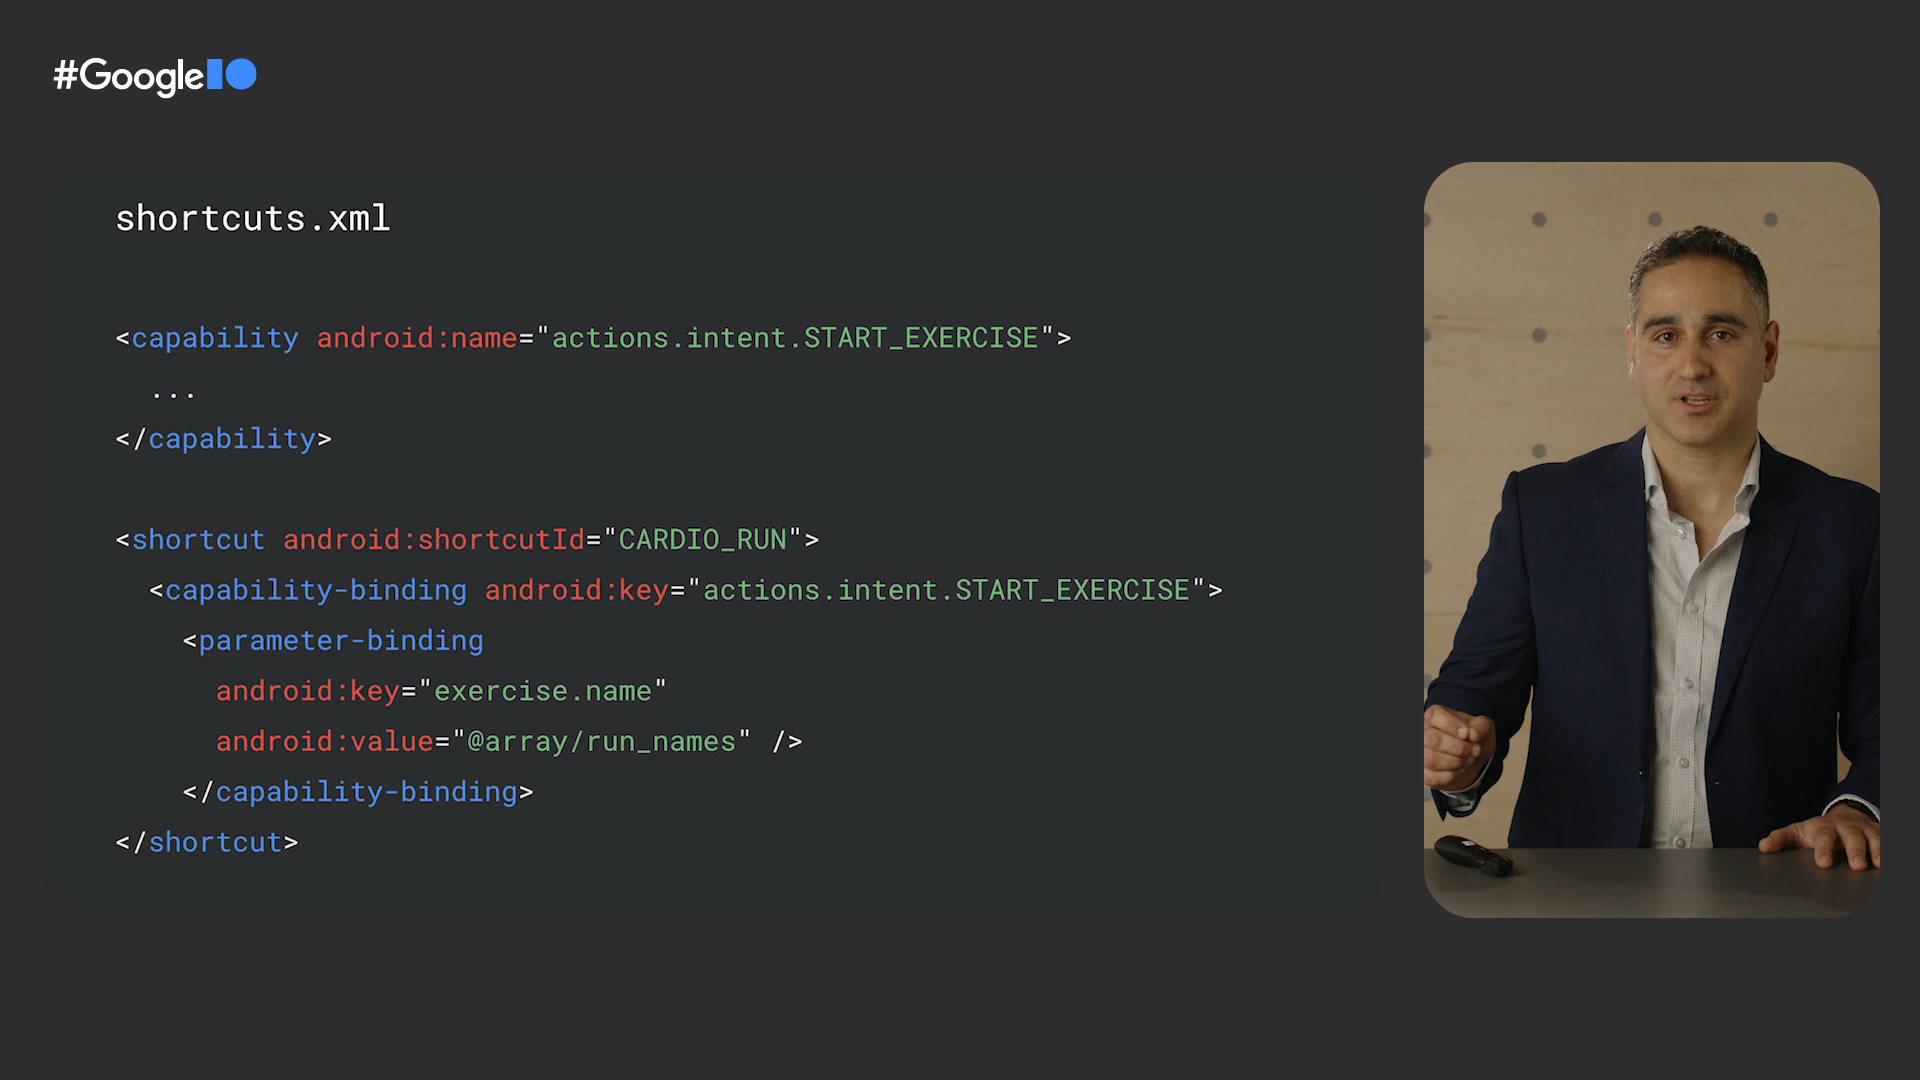 #GoogleIO
shortcuts.xml
<capability android:name="actions.intent.START_EXERCISE">
...
</capability>
<shortcut android:shortcutId="CARDIO_RUN">
<capability-binding android:key="actions.intent.START_EXERCISE">
<parameter-binding
android:key="exercise.name"
android:value="@array/run_names" />
</capability-binding>
</shortcut>